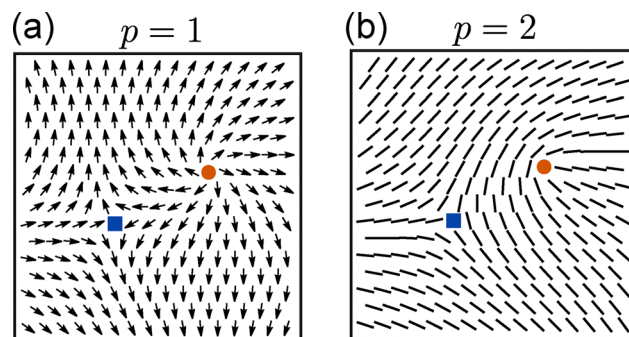 (a) p = 1
(b) p = 2